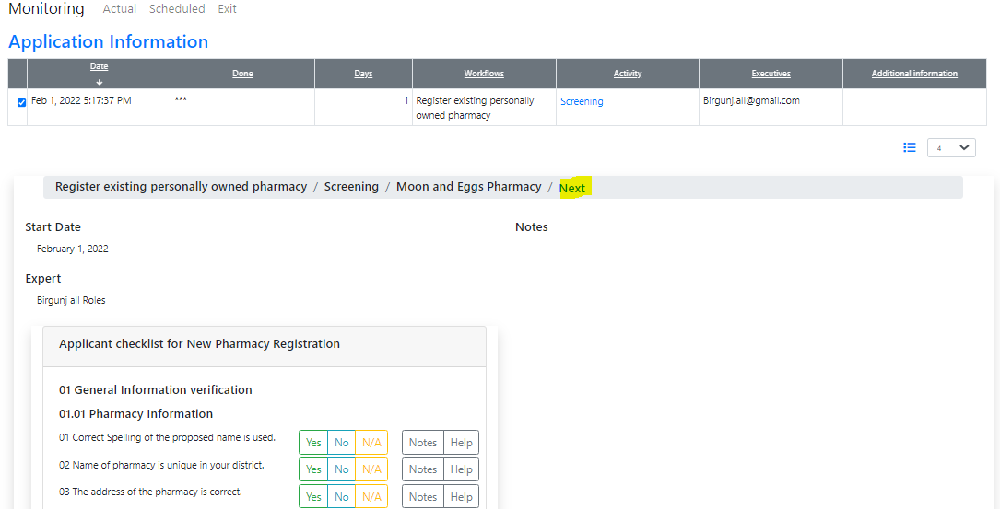 Monitoring Actual Scheduled Exit
Application Information
Date Done Days Workflows Activity Executives Additional information
Feb 1, 2022 5:17:37 PM *** 1 Register existing personally owned pharmacy Screening Birgunj.all@gmail.com
4
Register existing personally owned pharmacy / Screening / Moon and Eggs Pharmacy / Next
Start Date Notes
February 1, 2022
Expert
Birgunj all Roles
Applicant checklist for New Pharmacy Registration
01 General Information verification
01.01 Pharmacy Information
01 Correct Spelling of the proposed name is used. Yes No N/A Notes Help
02 Name of pharmacy is unique in your district. Yes No N/A Notes Help
03 The address of the pharmacy is correct. Yes No N/A Notes Help